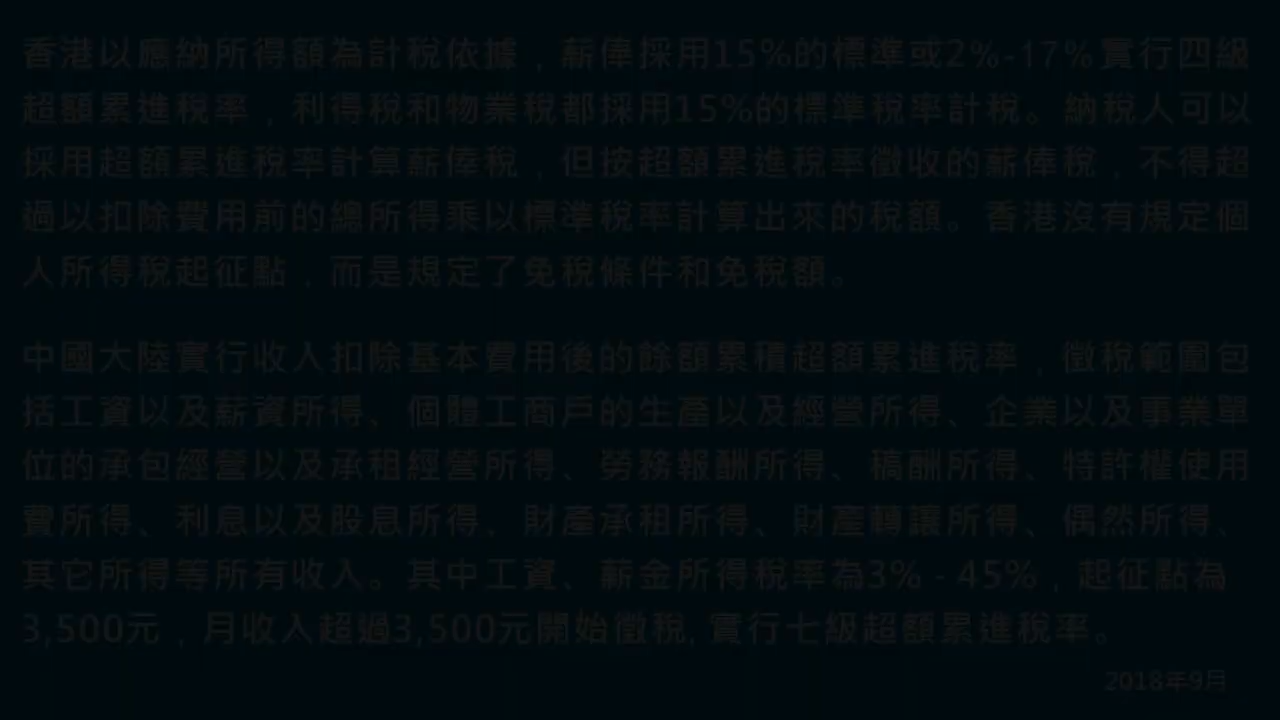 香港以應納所得額為計稅依據，薪俸採用15%的標準或2%-17%實行四級
超額累進稅率，利得稅和物業稅都採用15%的標準稅率計稅。納稅人可以
採用超額累進稅率計算薪俸稅，但按超額累進稅率徵收的薪俸稅，不得超
過以扣除費用前的總所得乘以標準稅率計算出來的稅額。香港沒有規定個
人所得稅起征點，而是規定了免稅條件和免稅額。
中國大陸實行收入扣除基本費用後的餘額累積超額累進稅率，徵稅範圍包
括工資以及薪資所得、個體工商戶的生產以及經營所得、企業以及事業單
位的承包經營以及承租經營所得、勞務報酬所得、稿酬所得、特許權使用
費所得、利息以及股息所得、財產承租所得、財產轉讓所得、偶然所得、
其它所得等所有收入。其中工資、薪金所得稅率為3% - 45%，起征點為
3,500元，月收入超過3,500元開始徵稅, 實行七級超額累進稅率。
2018年9月